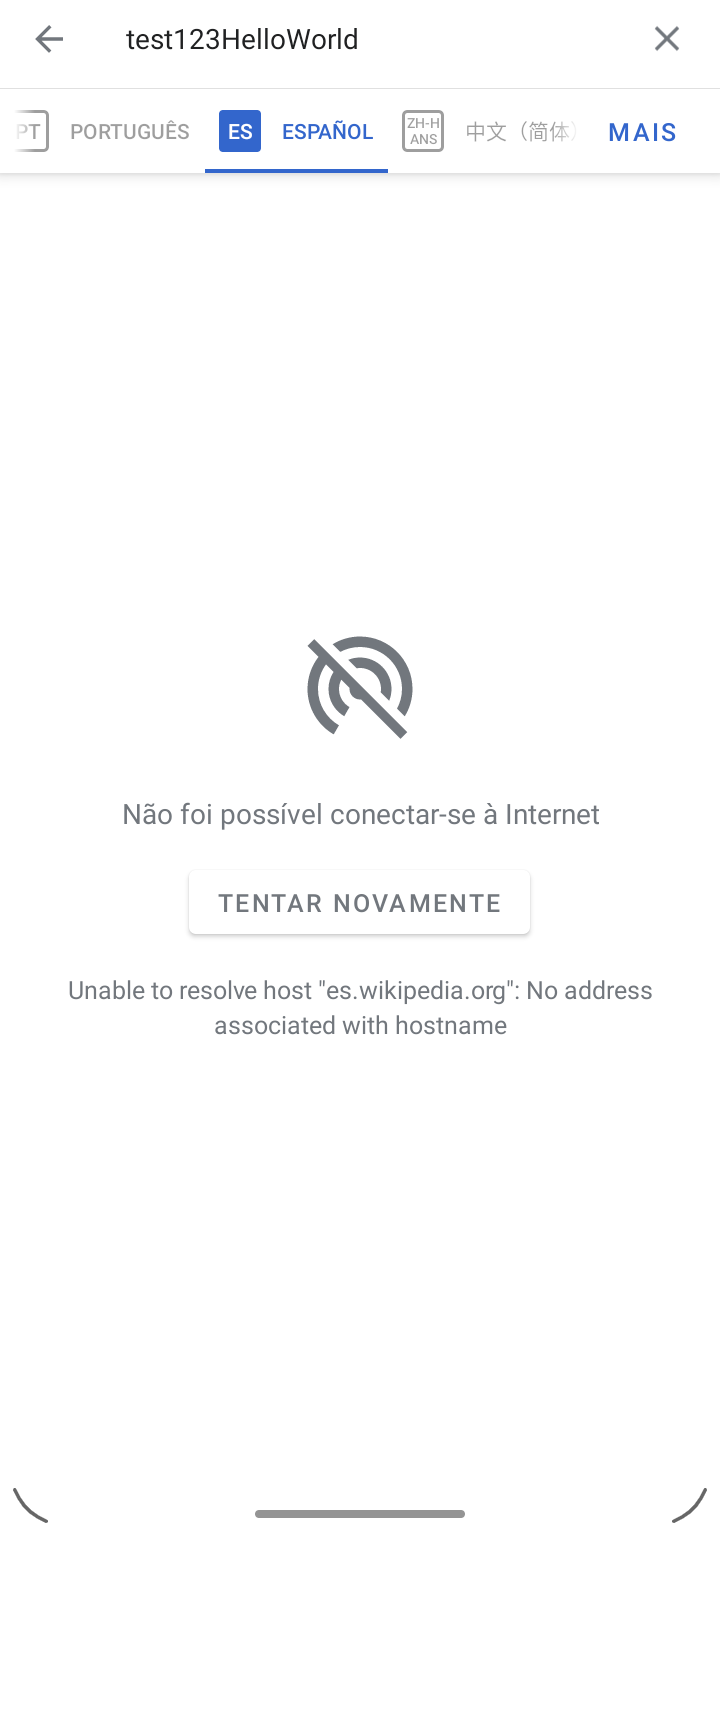 test123HelloWorld
PT PORTUGUÊS ES ESPAÑOL ZH-HANS 中文（简体） MAIS
Não foi possível conectar-se à Internet
TENTAR NOVAMENTE
Unable to resolve host "es.wikipedia.org": No address
associated with hostname